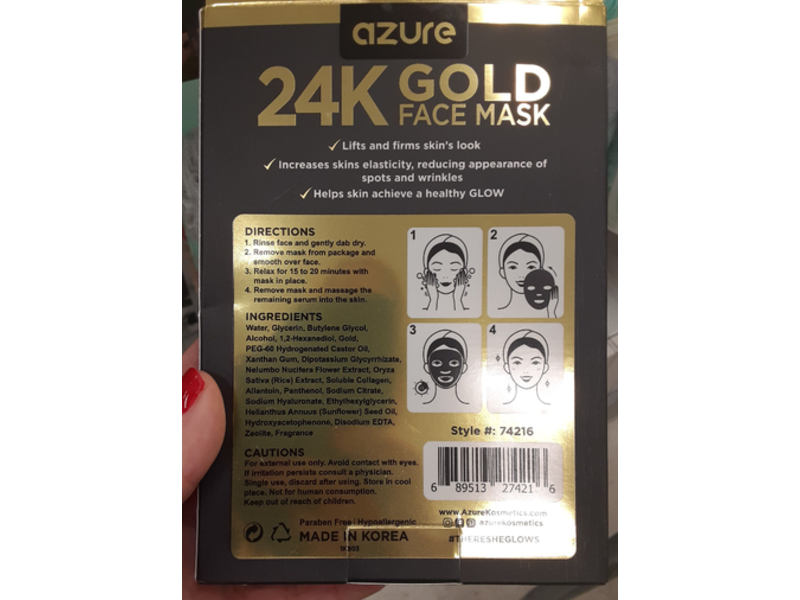 azure
24K GOLD
FACE MASK
Lifts and firms skin's look
Increases skins elasticity, reducing appearance of
spots and wrinkles
Helps skin achieve a healthy GLOW
DIRECTIONS
1. Rinse face and gently dab dry.
2. Remove mask from package and
smooth over face.
3. Relax for 15 to 20 minutes with
mask in place.
4. Remove mask and massage the
remaining serum into the skin.
INGREDIENTS
Water, Glycerin, Butylene Glycol,
Alcohol, 1,2-Hexanediol, Gold,
PEG-60 Hydrogenated Castor Oil,
Xanthan Gum, Dipotassium Glycyrrhizate,
Nelumbo Nucifera Flower Extract, Oryza
Sativa (Rice) Extract, Soluble Collagen,
Allantoin, Panthenol, Sodium Citrate,
Sodium Hyaluronate, Ethylhexylglycerin,
Helianthus Annuus (Sunflower) Seed Oil,
Hydroxyacetophenone, Disodium EDTA,
Zeolite, Fragrance
CAUTIONS
For external use only. Avoid contact with eyes.
If irritation persists consult a physician.
Single use, discard after using. Store in cool
place. Not for human consumption.
Keep out of reach of children.
Paraben Free | Hypoallergenic
MADE IN KOREA
1
2
3
4
Style #: 74216
6 89513 27421 6
www.AzureKosmetics.com
azurekosmetics
#THERESHEGLOWS